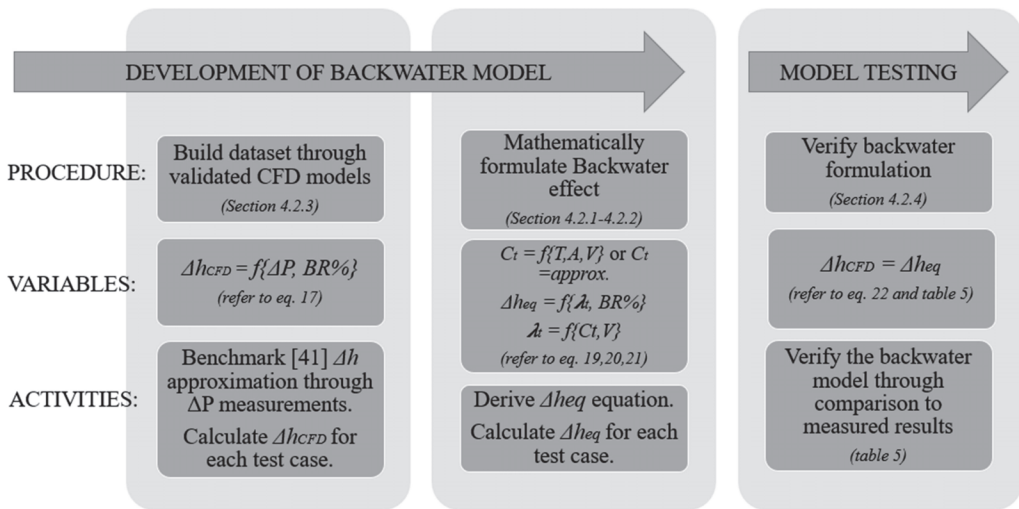 DEVELOPMENT OF BACKWATER MODEL
MODEL TESTING
PROCEDURE:
Build dataset through
validated CFD models
(Section 4.2.3)
Mathematically
formulate Backwater
effect
(Section 4.2.1-4.2.2)
Verify backwater
formulation
(Section 4.2.4)
VARIABLES:
ΔhCFD = f{ΔP, BR%}
(refer to eq. 17)
Ct = f{T,A,V} or Ct
=approx.
Δheq = f{λt, BR%}
λt = f{Ct,V}
(refer to eq. 19,20,21)
ΔhCFD = Δheq
(refer to eq. 22 and table 5)
ACTIVITIES:
Benchmark [41] Δh
approximation through
ΔP measurements.
Calculate ΔhCFD for
each test case.
Derive Δheq equation.
Calculate Δheq for each
test case.
Verify the backwater
model through
comparison to
measured results
(table 5)